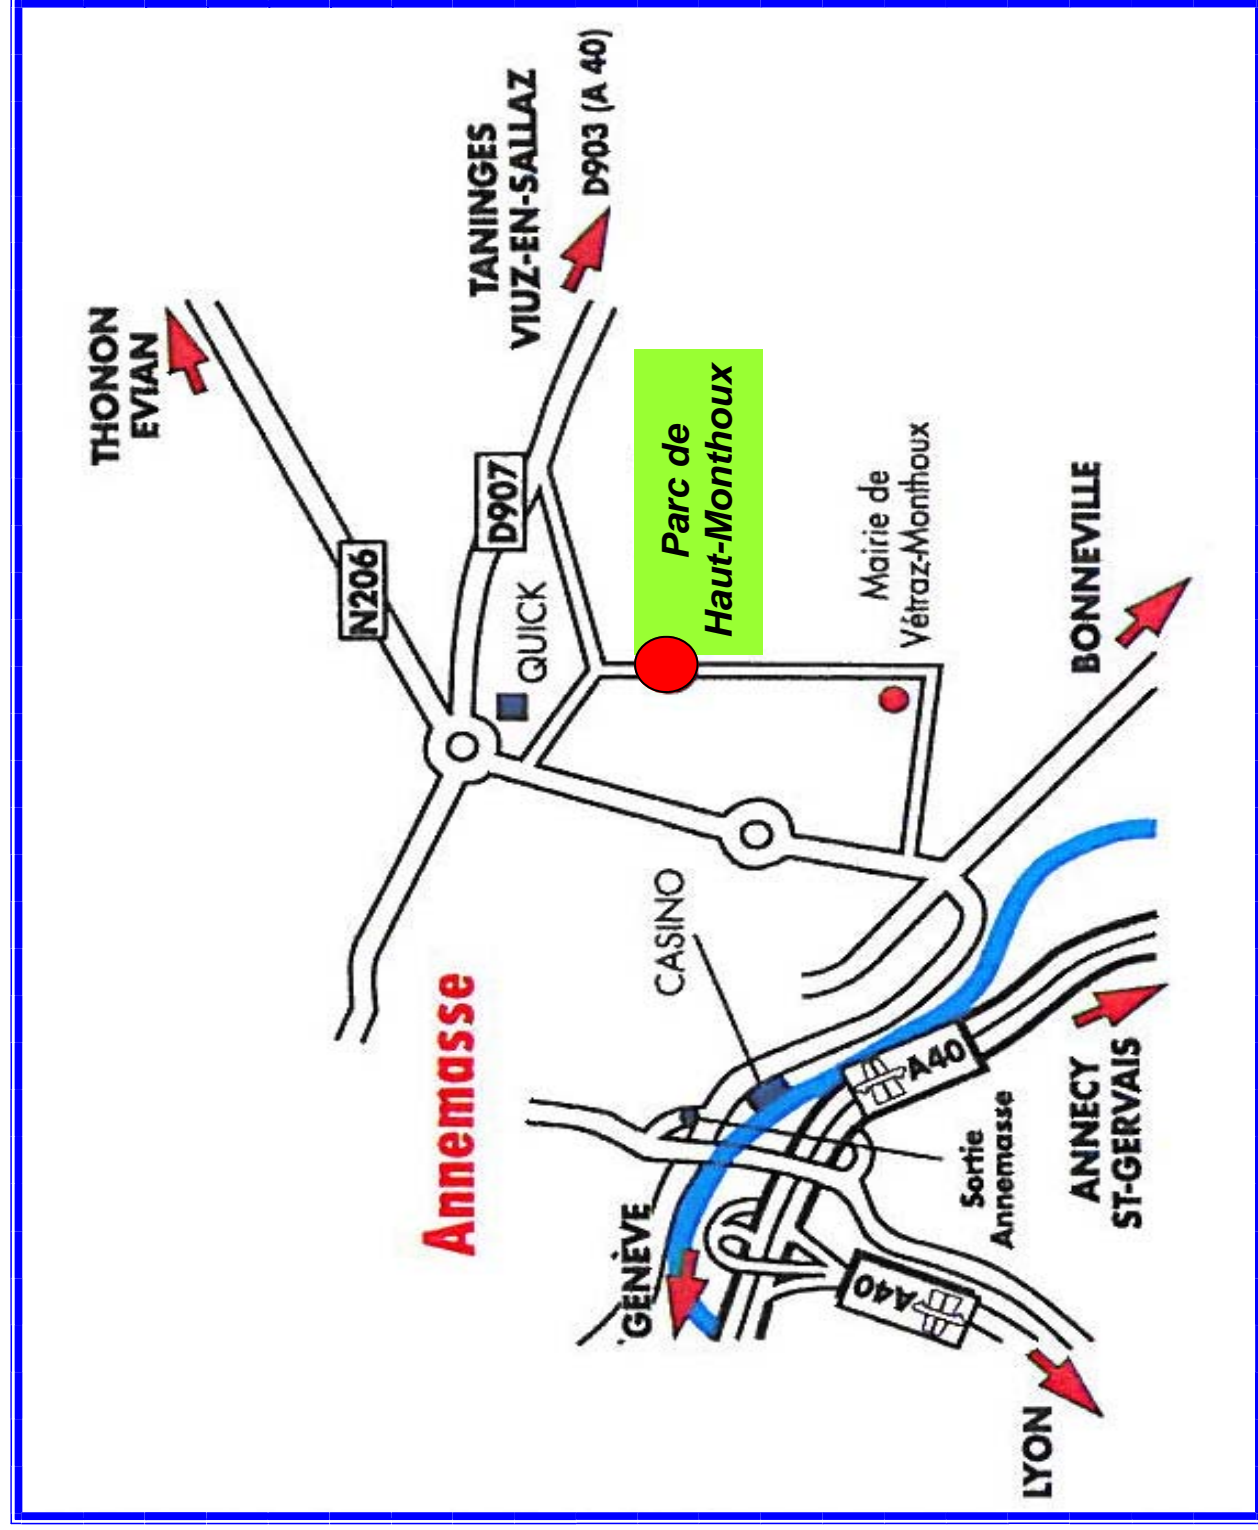 THONON
EVIAN
TANINGES
VIUZ-EN-SALLAZ
D903 (A 40)
N206
D907
QUICK
Parc de
Haut-Monthoux
Mairie de
Vétraz-Monthoux
BONNEVILLE
Annemasse
CASINO
GENÈVE
A40
Sortie
Annemasse
ANNECY
ST-GERVAIS
A40
LYON